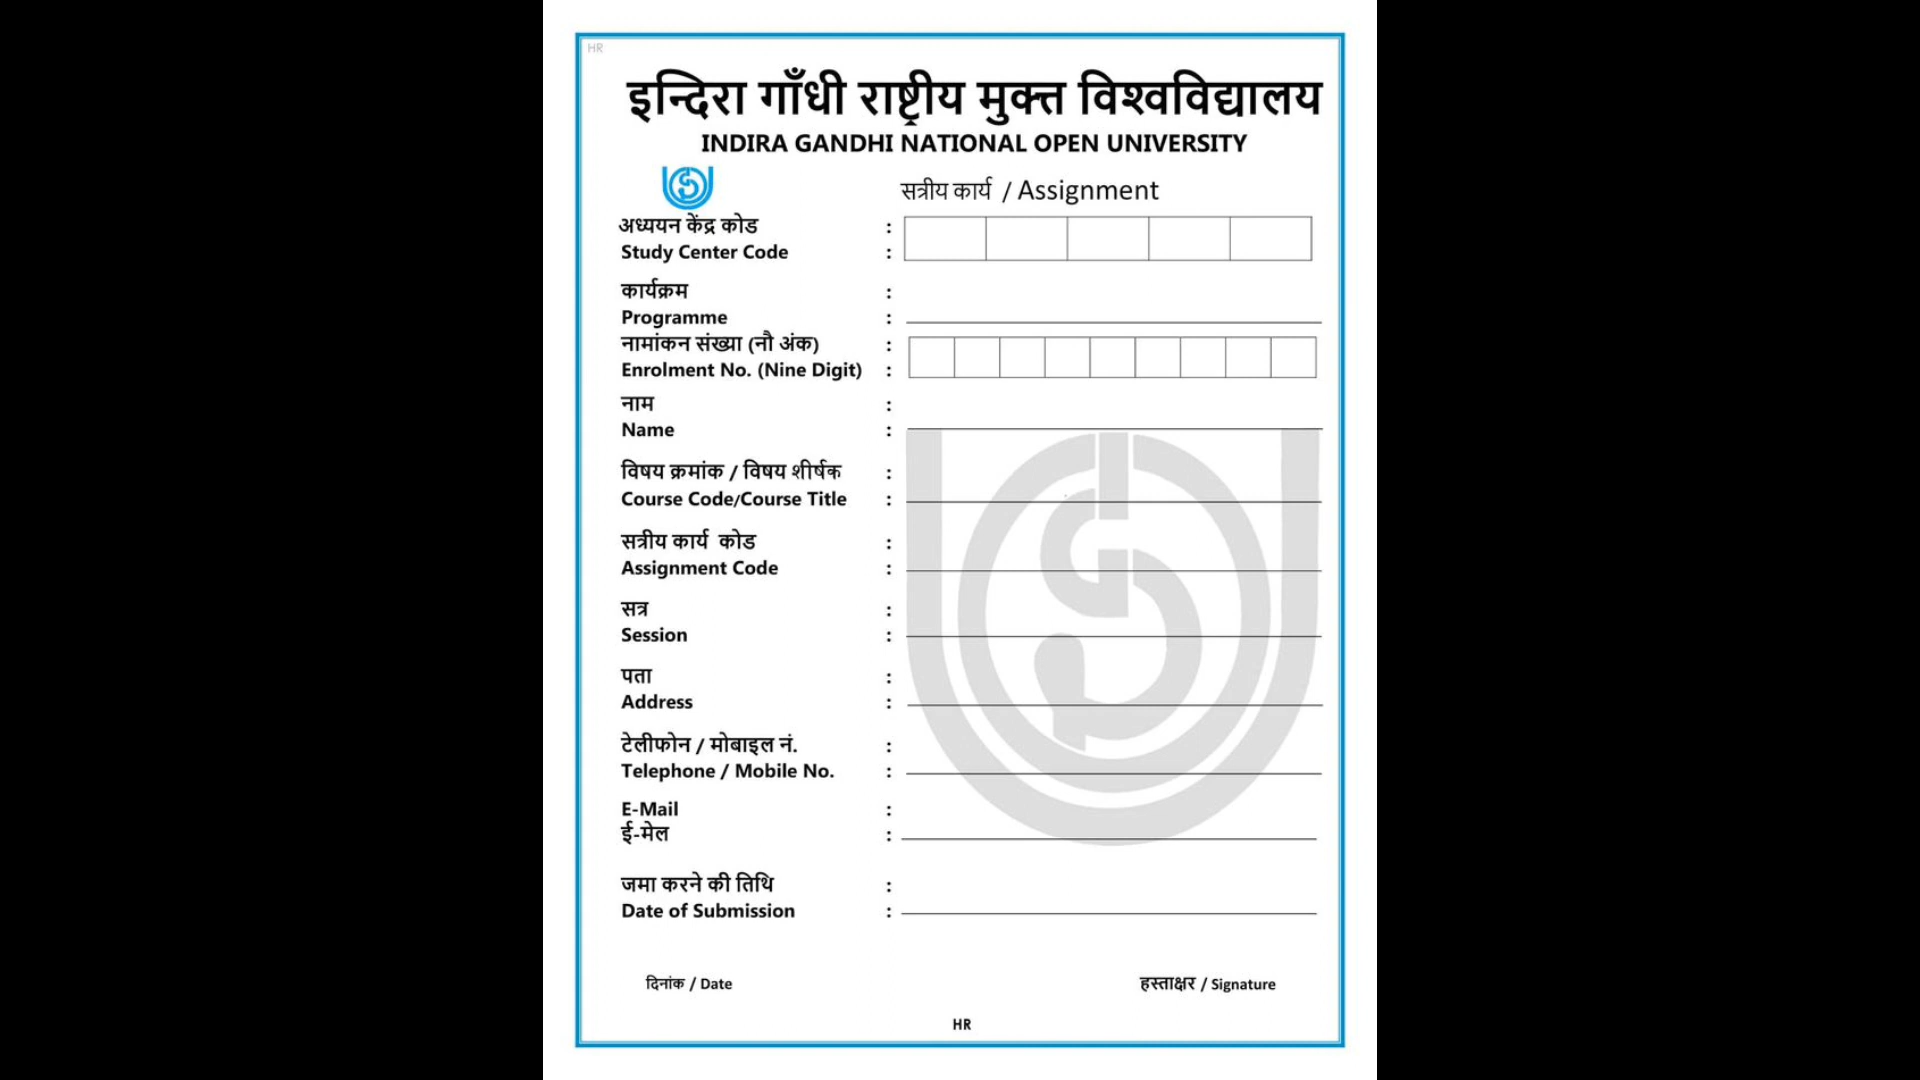 HR
इन्दिरा गाँधी राष्ट्रीय मुक्त विश्वविद्यालय
INDIRA GANDHI NATIONAL OPEN UNIVERSITY
सत्रीय कार्य / Assignment
अध्ययन केंद्र कोड :
Study Center Code :
कार्यक्रम :
Programme :
नामांकन संख्या (नौ अंक) :
Enrolment No. (Nine Digit) :
नाम :
Name :
विषय क्रमांक / विषय शीर्षक :
Course Code/Course Title :
सत्रीय कार्य कोड :
Assignment Code :
सत्र :
Session :
पता :
Address :
टेलीफोन / मोबाइल नं. :
Telephone / Mobile No. :
E-Mail :
ई-मेल :
जमा करने की तिथि :
Date of Submission :
दिनांक / Date हस्ताक्षर / Signature
HR